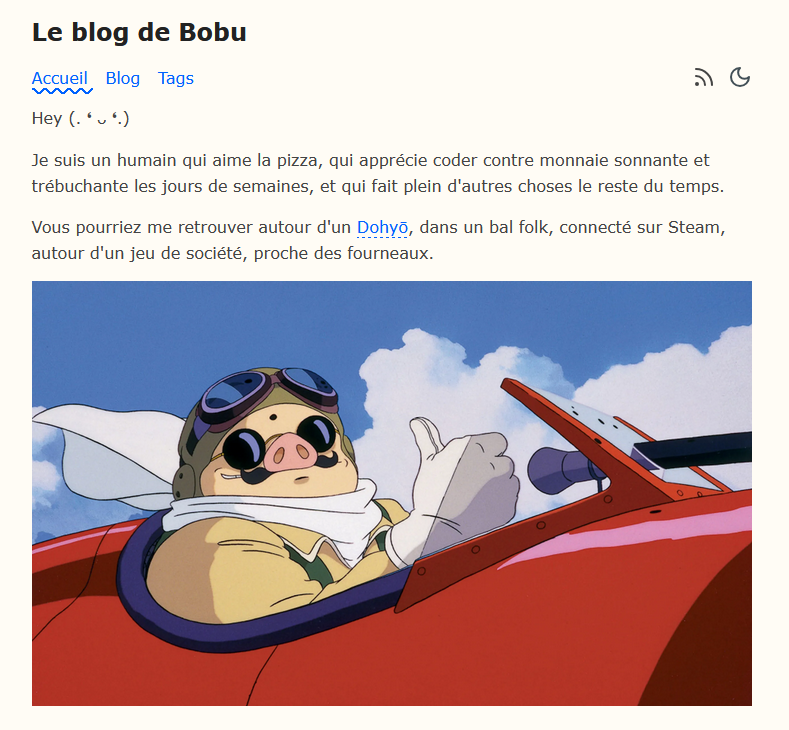 Le blog de Bobu
Accueil Blog Tags
Hey (. ❛ ᴗ ❛.)
Je suis un humain qui aime la pizza, qui apprécie coder contre monnaie sonnante et
trébuchante les jours de semaines, et qui fait plein d'autres choses le reste du temps.
Vous pourriez me retrouver autour d'un Dohyō, dans un bal folk, connecté sur Steam,
autour d'un jeu de société, proche des fourneaux.